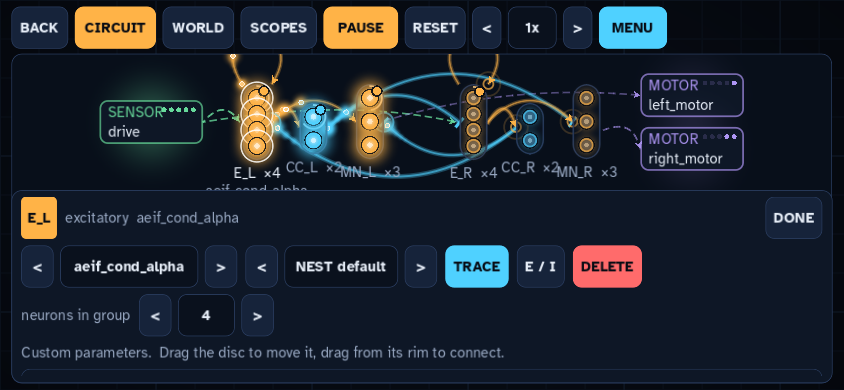 BACK CIRCUIT WORLD SCOPES PAUSE RESET < 1x > MENU
SENSOR
drive
MOTOR
left_motor
MOTOR
right_motor
E_L ×4 CC_L ×2 MN_L ×3 E_R ×4 CC_R ×2 MN_R ×3
aeif_cond_alpha
E_L excitatory aeif_cond_alpha DONE
< aeif_cond_alpha > < NEST default > TRACE E / I DELETE
neurons in group < 4 >
Custom parameters. Drag the disc to move it, drag from its rim to connect.